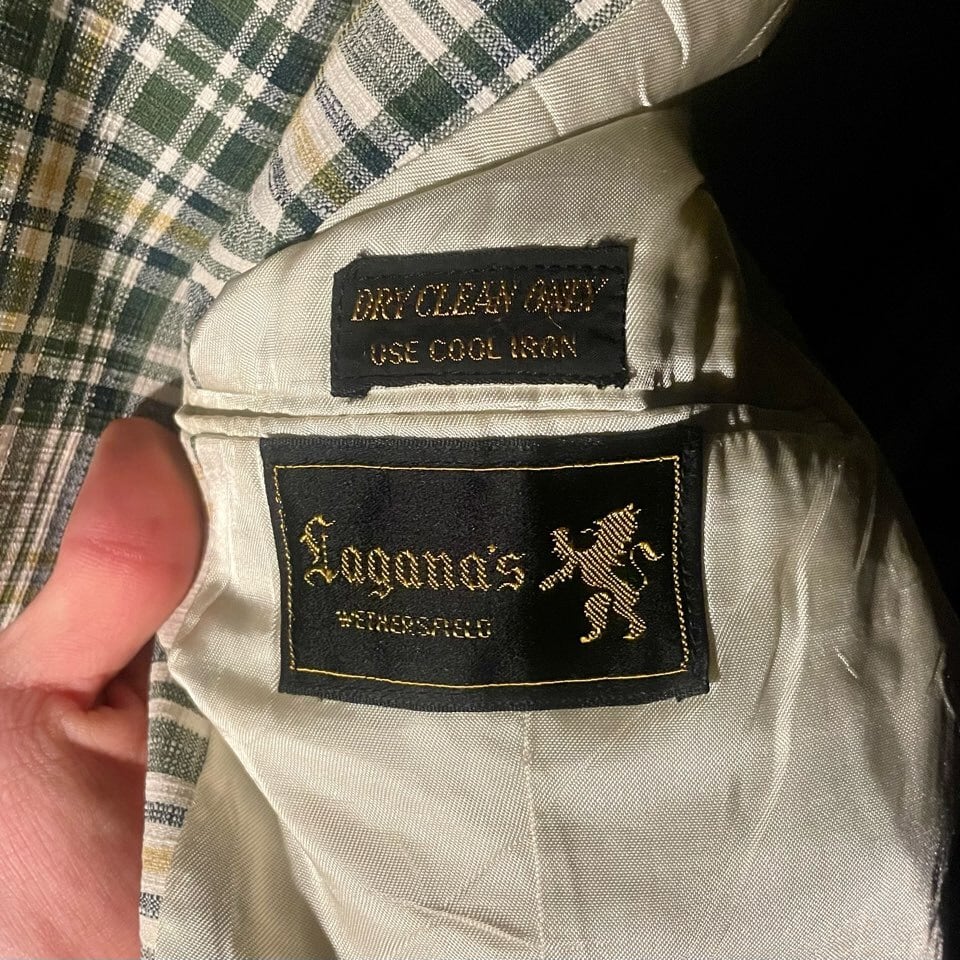 DRY CLEAN ONLY
USE COOL IRON
Lagana's
WETHERSFIELD